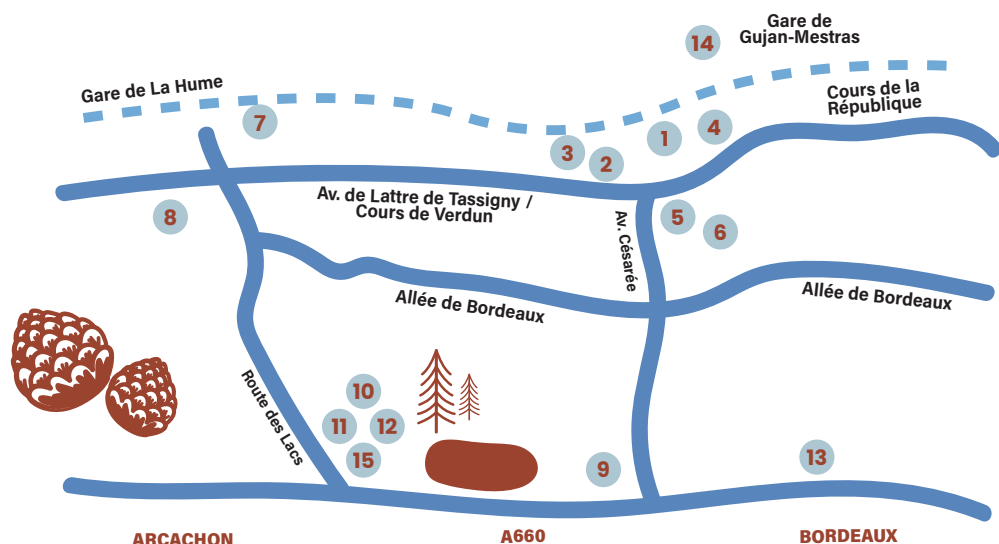 Gare de
Gujan-Mestras
14
Gare de La Hume
Cours de la
République
7
3
2
1
4
Av. de Lattre de Tassigny /
Cours de Verdun
8
Av. Césarée
5
6
Allée de Bordeaux
Allée de Bordeaux
Route des Lacs
10
11
12
15
9
13
ARCACHON
A660
BORDEAUX